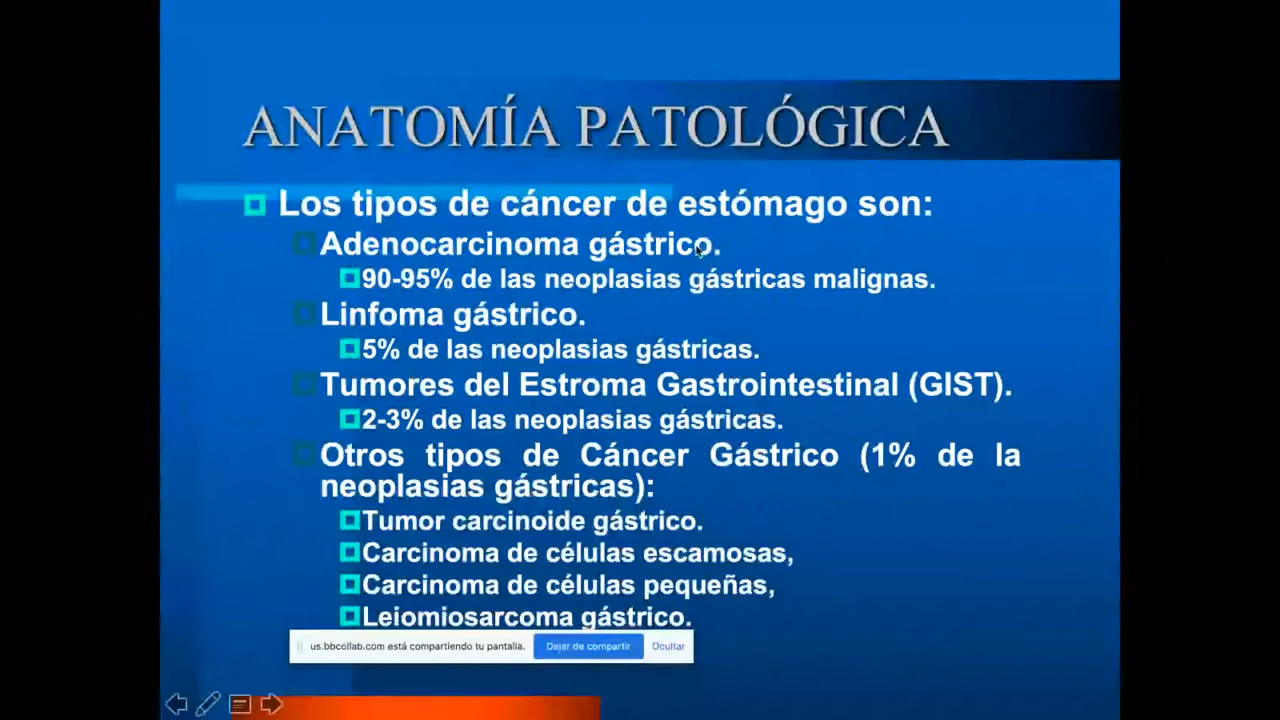 ANATOMÍA PATOLÓGICA
Los tipos de cáncer de estómago son:
Adenocarcinoma gástrico.
90-95% de las neoplasias gástricas malignas.
Linfoma gástrico.
5% de las neoplasias gástricas.
Tumores del Estroma Gastrointestinal (GIST).
2-3% de las neoplasias gástricas.
Otros tipos de Cáncer Gástrico (1% de la
neoplasias gástricas):
Tumor carcinoide gástrico.
Carcinoma de células escamosas,
Carcinoma de células pequeñas,
Leiomiosarcoma gástrico.
us.bbcollab.com está compartiendo tu pantalla. Dejar de compartir Ocultar